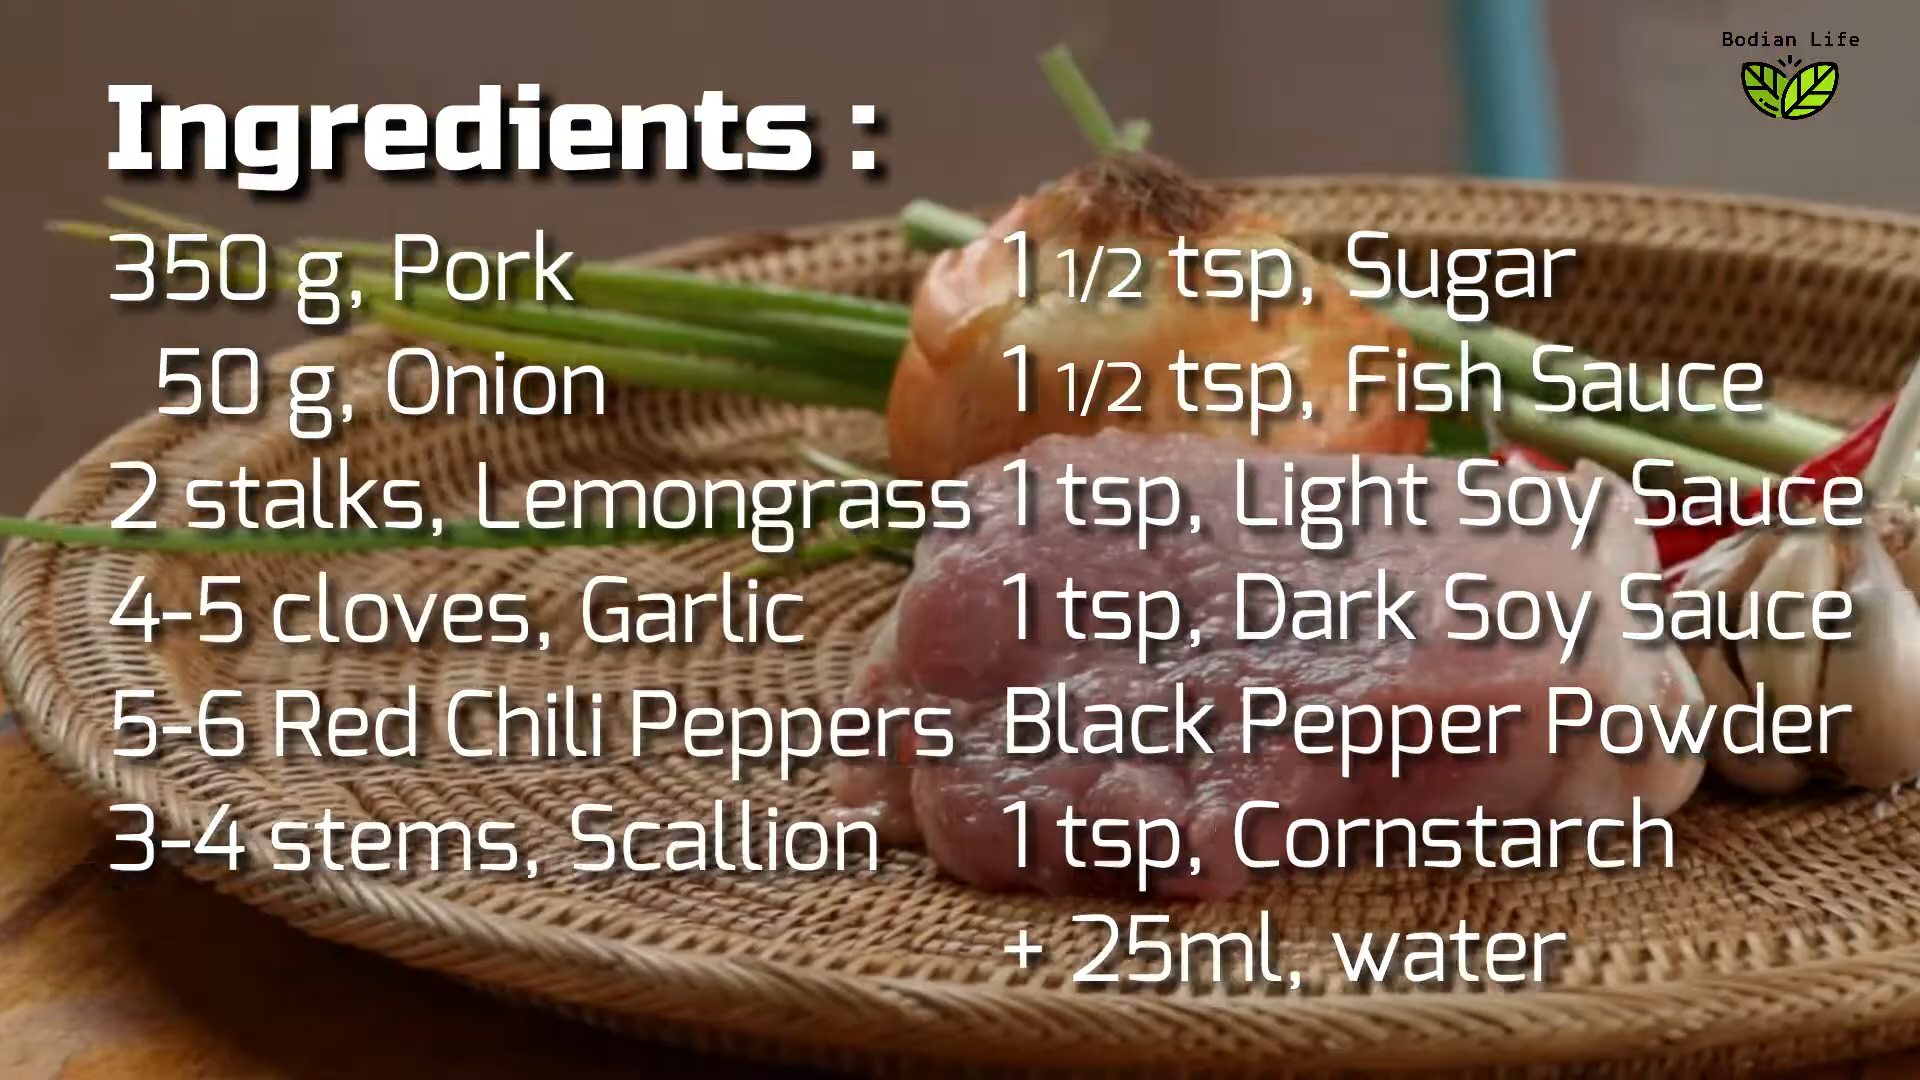 Bodian Life
Ingredients :
350 g, Pork
50 g, Onion
2 stalks, Lemongrass
4-5 cloves, Garlic
5-6 Red Chili Peppers
3-4 stems, Scallion
1 1/2 tsp, Sugar
1 1/2 tsp, Fish Sauce
1 tsp, Light Soy Sauce
1 tsp, Dark Soy Sauce
Black Pepper Powder
1 tsp, Cornstarch
+ 25ml, water